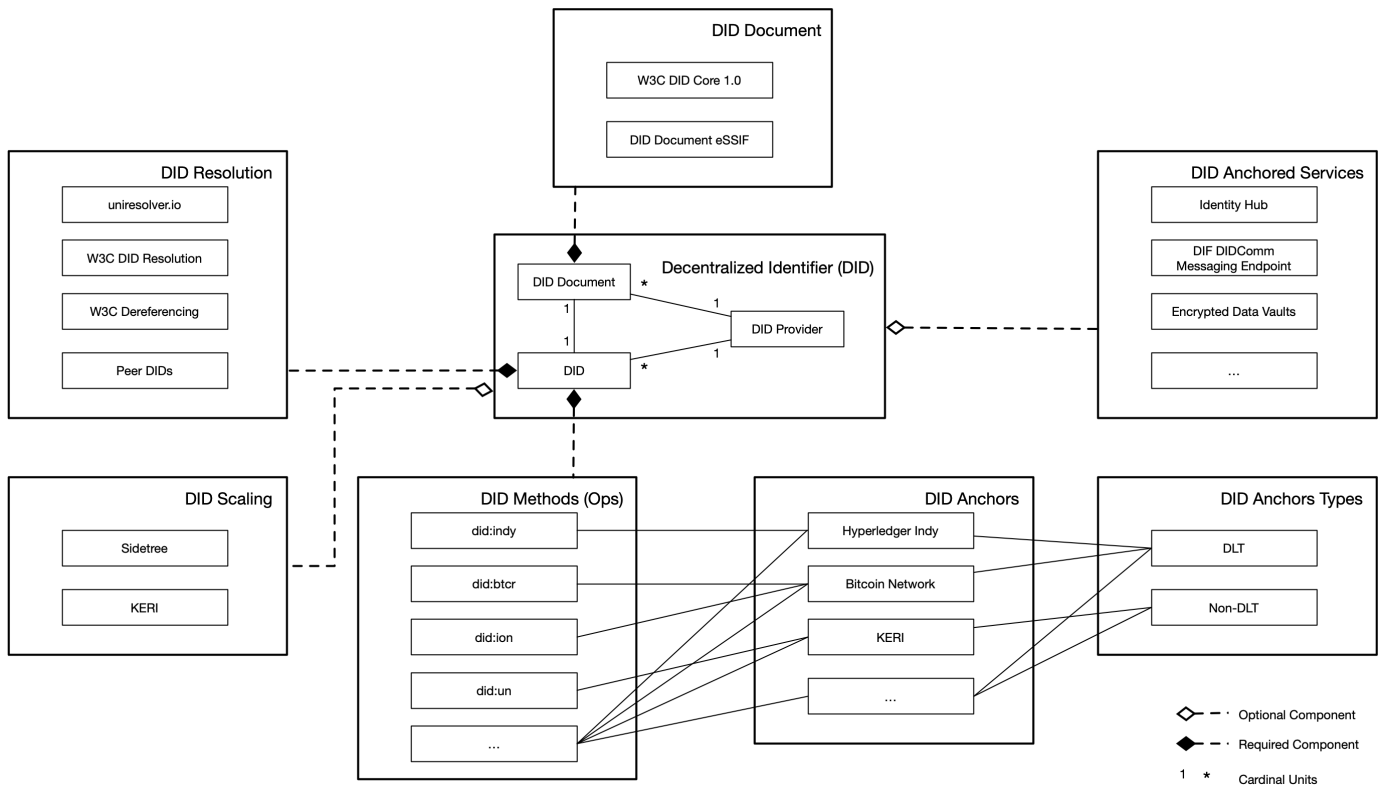 DID Document
W3C DID Core 1.0
DID Document eSSIF
DID Resolution
uniresolver.io
W3C DID Resolution
W3C Dereferencing
Peer DIDs
DID Anchored Services
Identity Hub
DIF DIDComm
Messaging Endpoint
Encrypted Data Vaults
...
Decentralized Identifier (DID)
DID Document
*
1
1
DID Provider
1
1
DID
*
DID Scaling
Sidetree
KERI
DID Methods (Ops)
did:indy
did:btcr
did:ion
did:un
...
DID Anchors
Hyperledger Indy
Bitcoin Network
KERI
...
DID Anchors Types
DLT
Non-DLT
Optional Component
Required Component
1 * Cardinal Units